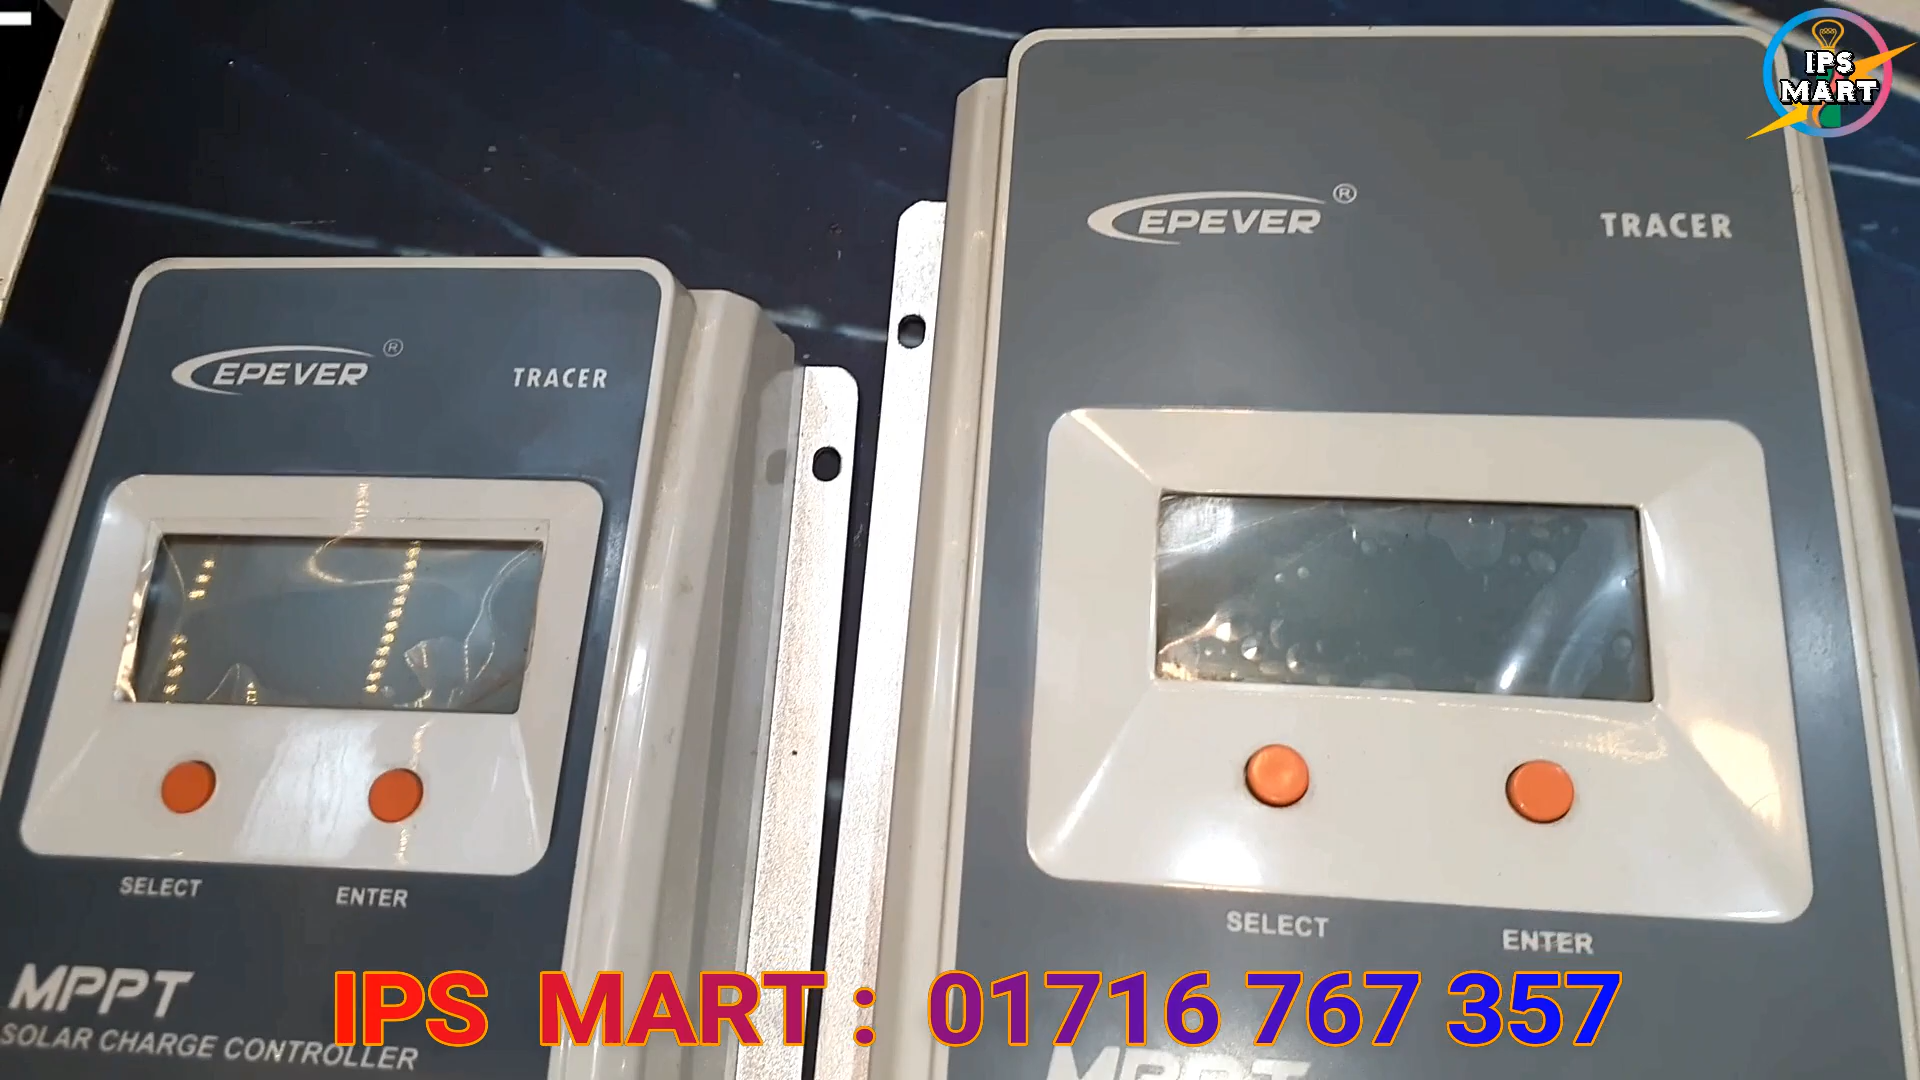 IPS
MART
EPEVER ®
TRACER
SELECT
ENTER
MPPT
SOLAR CHARGE CONTROLLER
EPEVER ®
TRACER
SELECT
ENTER
MPPT
IPS MART : 01716 767 357